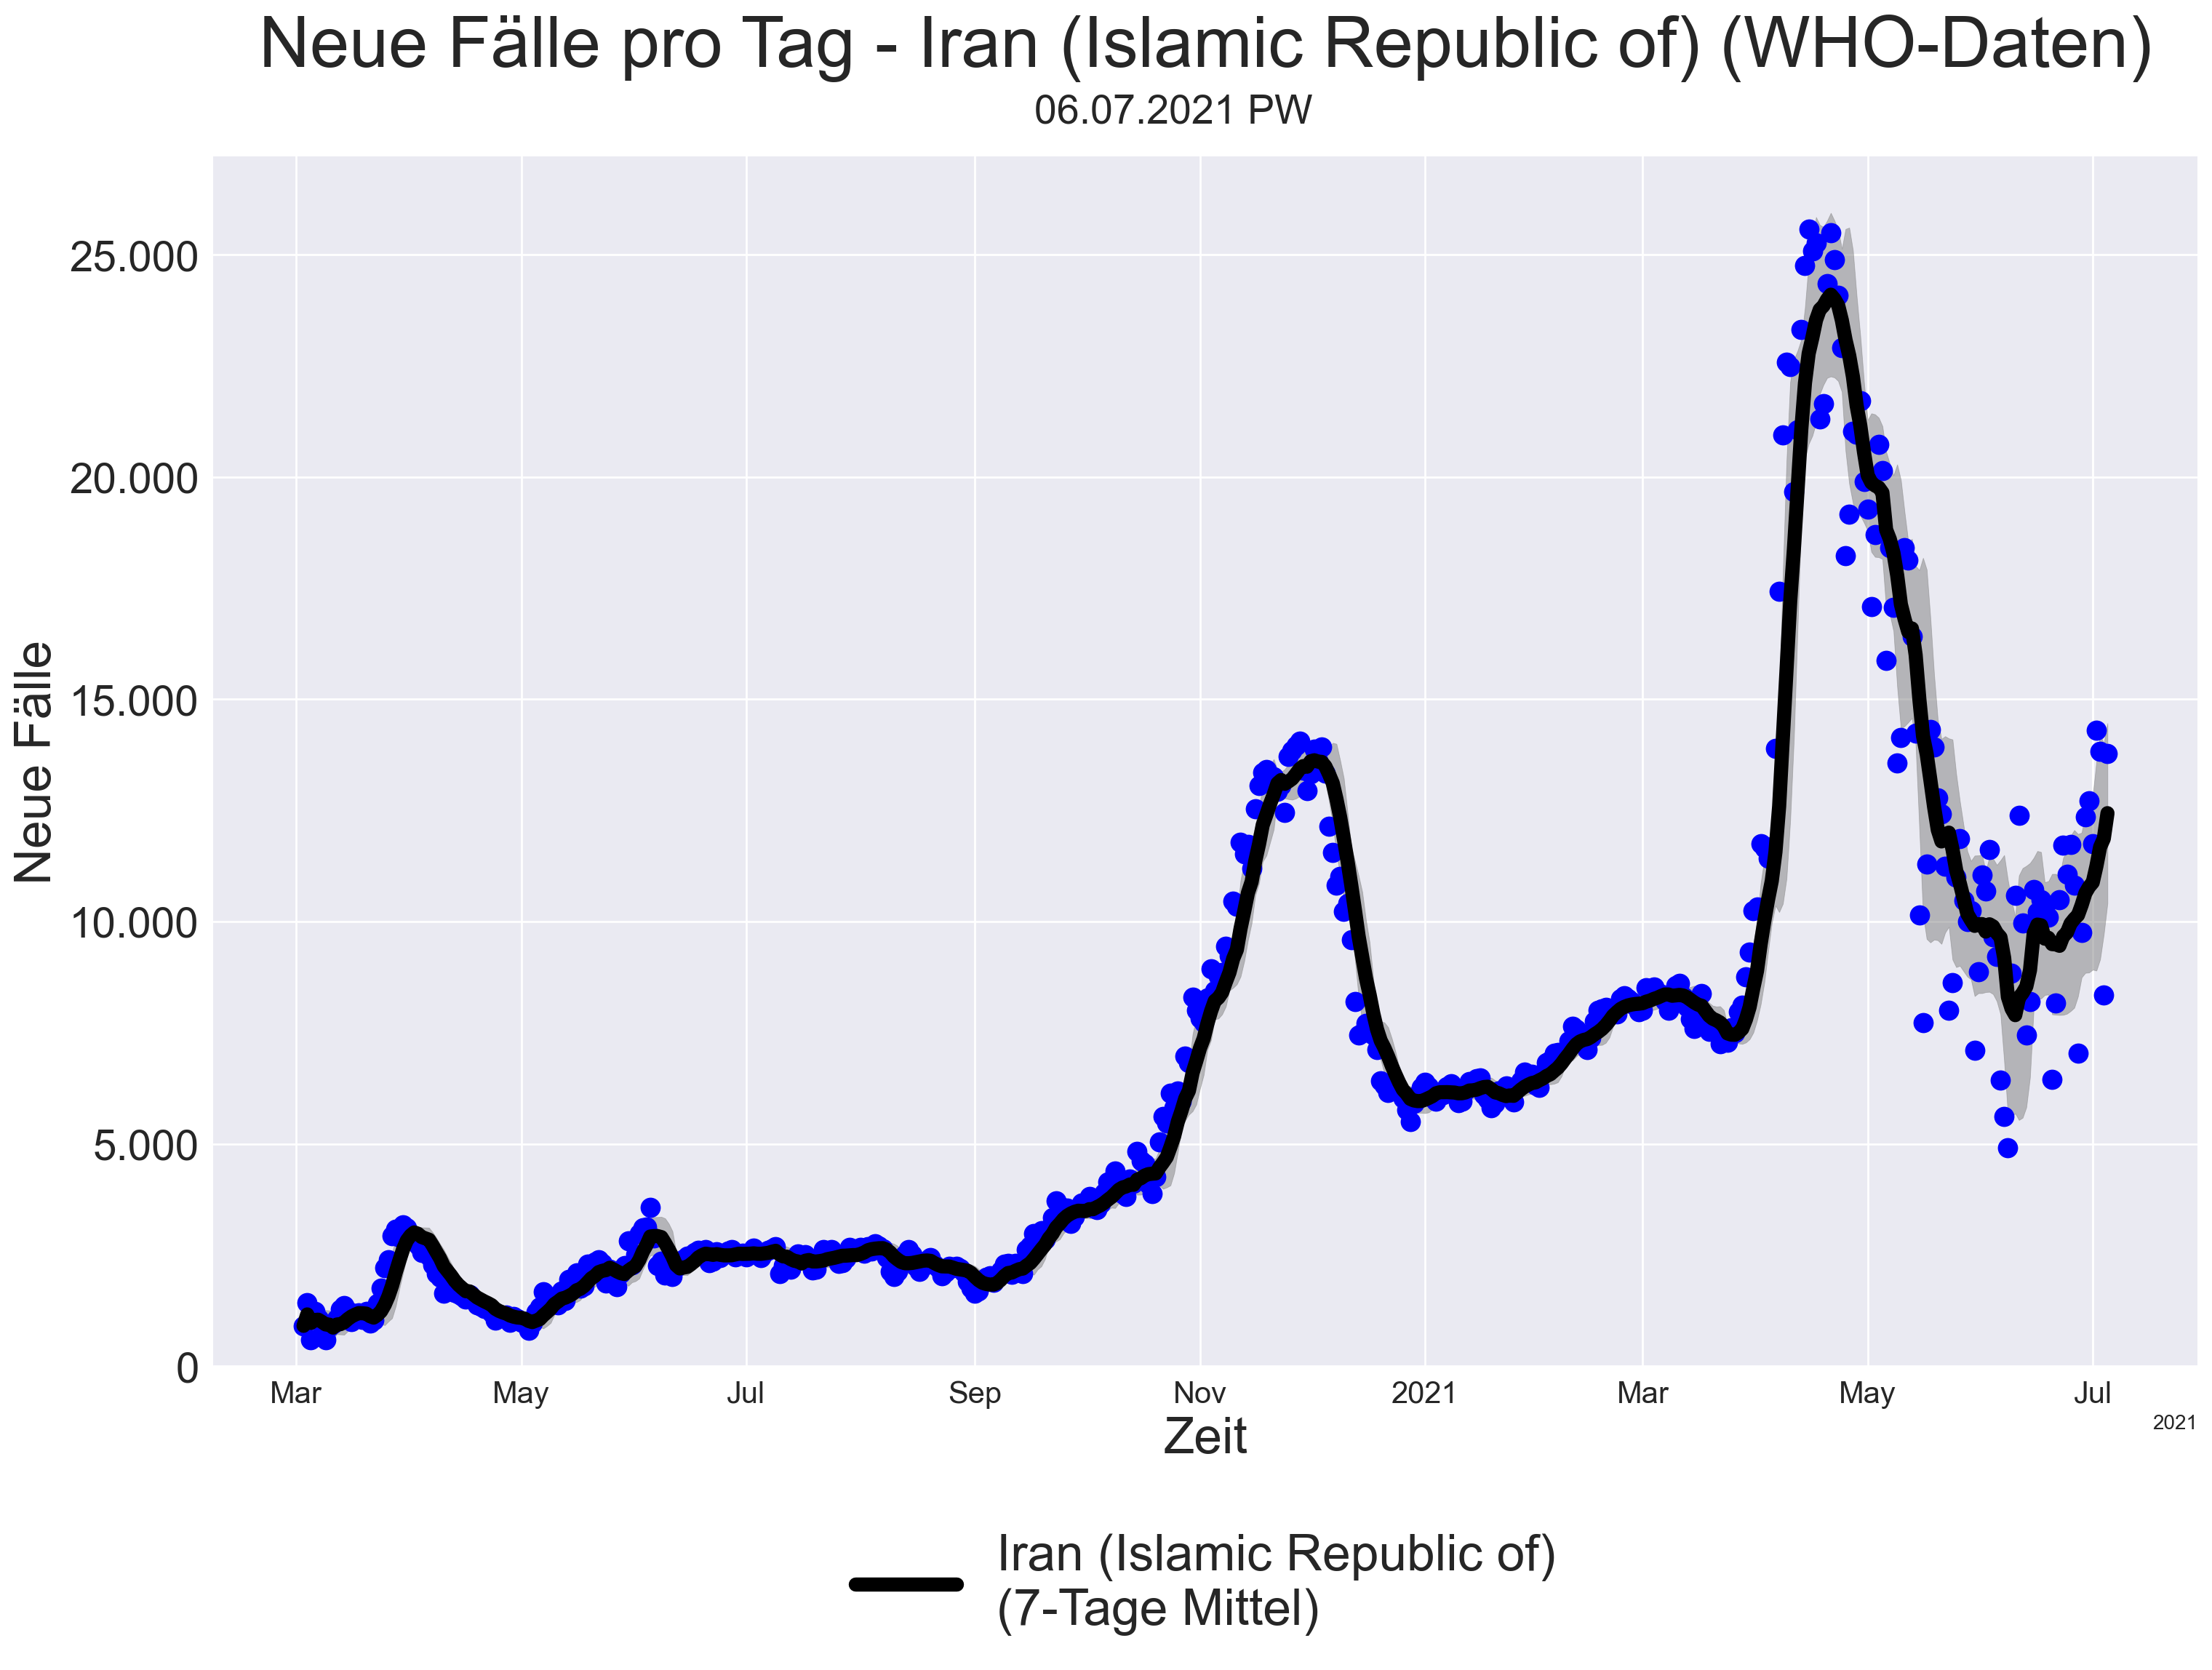 Neue Fälle pro Tag - Iran (Islamic Republic of) (WHO-Daten)
06.07.2021 PW
Neue Fälle
25.000
20.000
15.000
10.000
5.000
0
Mar May Jul Sep Nov 2021 Mar May Jul
2021
Zeit
Iran (Islamic Republic of)
(7-Tage Mittel)